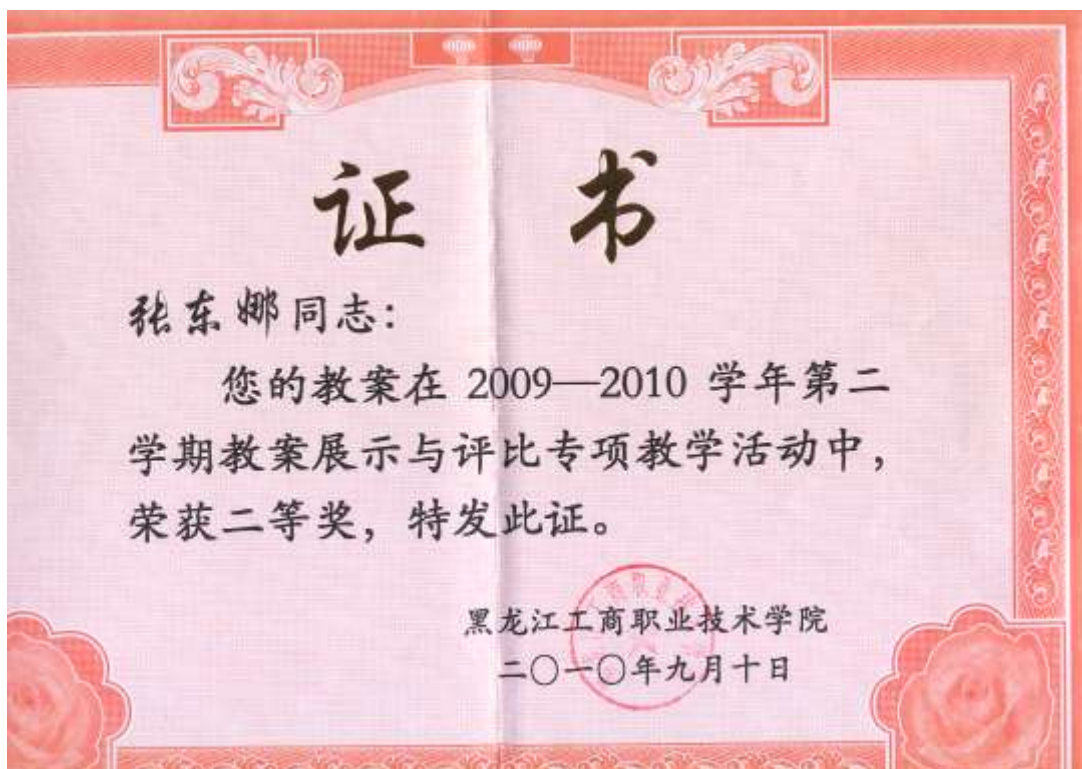 证 书
张东娜同志：
您的教案在 2009—2010 学年第二
学期教案展示与评比专项教学活动中，
荣获二等奖，特发此证。
黑龙江工商职业技术学院
二〇一〇年九月十日